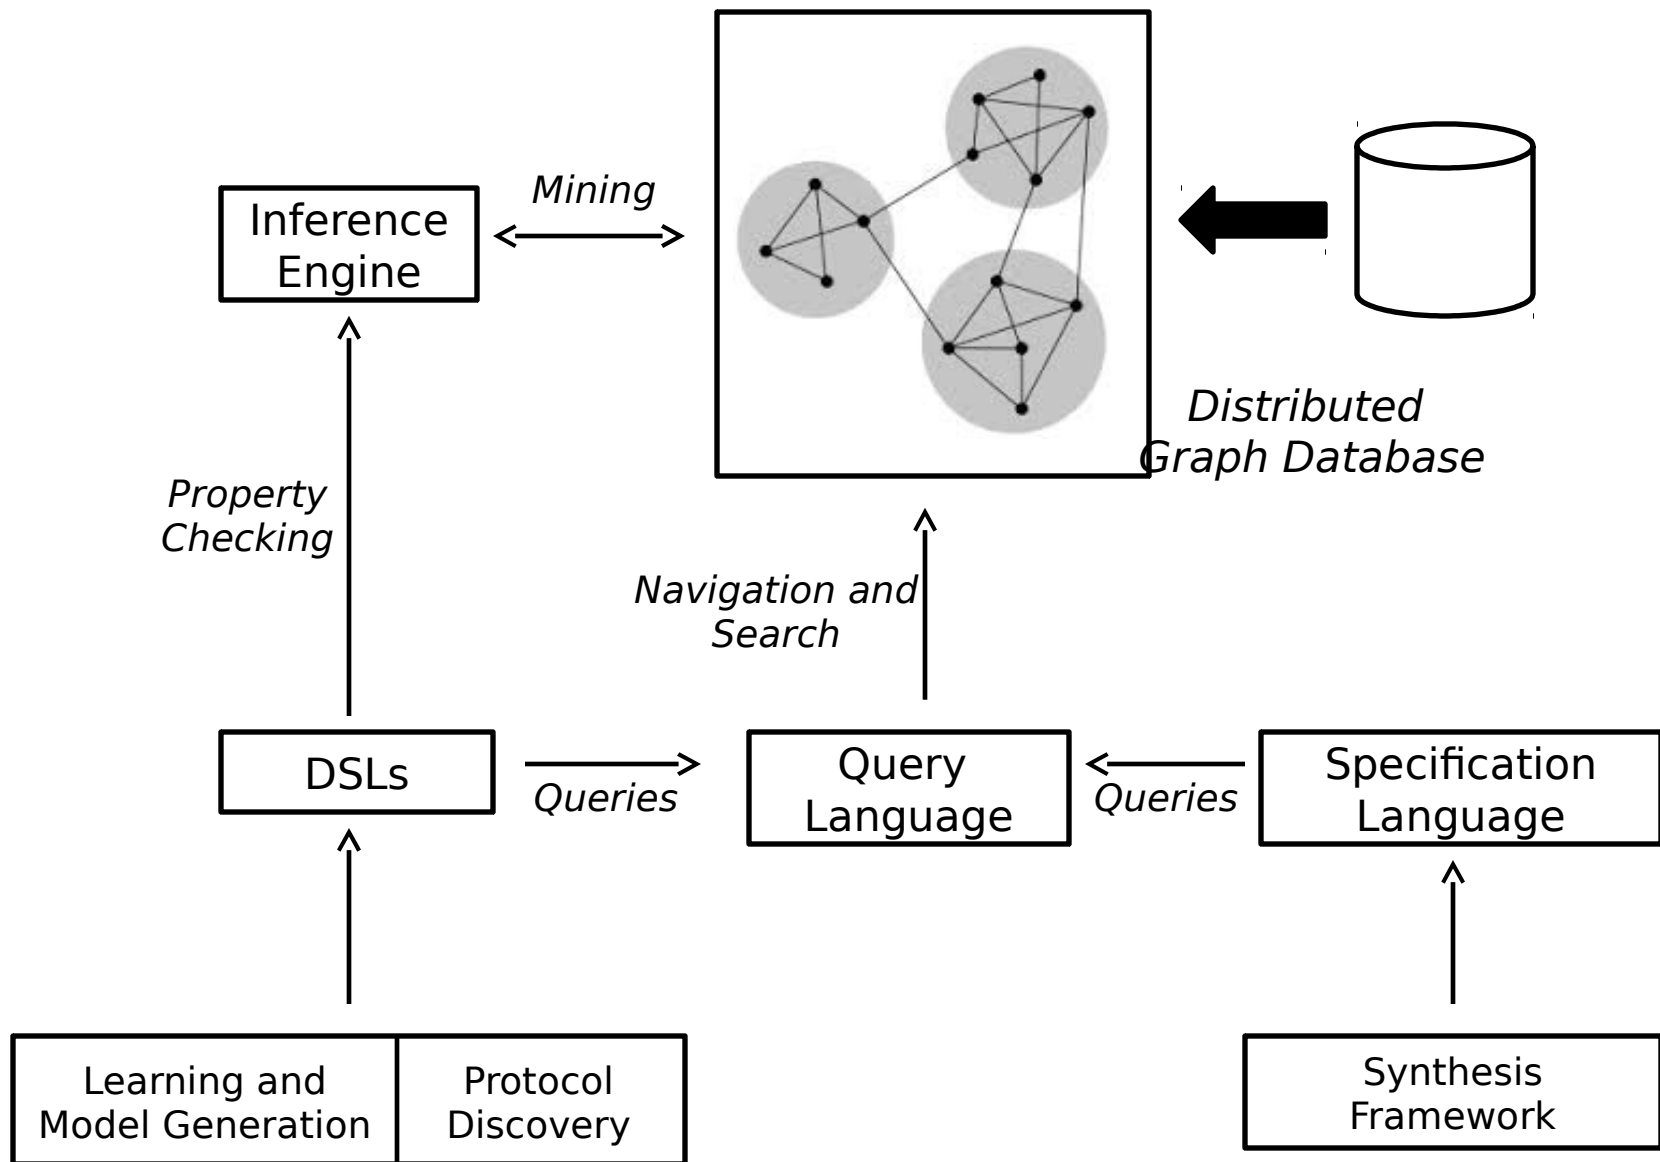 Mining
Inference
Engine
Distributed
Graph Database
Property
Checking
Navigation and
Search
DSLs
Queries
Query
Language
Queries
Specification
Language
Learning and
Model Generation
Protocol
Discovery
Synthesis
Framework